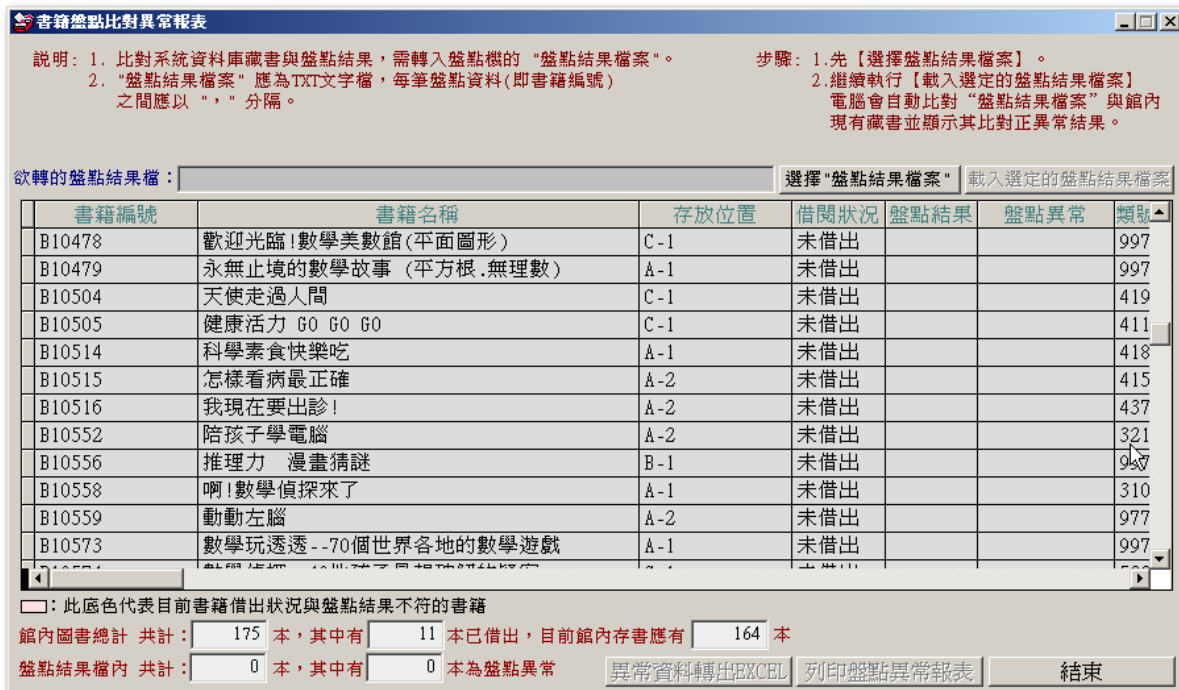 書籍盤點比對異常報表
說明: 1. 比對系統資料庫藏書與盤點結果，需轉入盤點機的 "盤點結果檔案"。
2. "盤點結果檔案" 應為TXT文字檔，每筆盤點資料(即書籍編號)
之間應以 "，" 分隔。
步驟: 1.先【選擇盤點結果檔案】 。
2.繼續執行【載入選定的盤點結果檔案】
電腦會自動比對“盤點結果檔案”與館內
現有藏書並顯示其比對正異常結果。
欲轉的盤點結果檔： 選擇"盤點結果檔案" 載入選定的盤點結果檔案
書籍編號 書籍名稱 存放位置 借閱狀況 盤點結果 盤點異常 類號
B10478 歡迎光臨!數學美數館(平面圖形) C-1 未借出 997
B10479 永無止境的數學故事 (平方根.無理數) A-1 未借出 997
B10504 天使走過人間 C-1 未借出 419
B10505 健康活力 GO GO GO C-1 未借出 411
B10514 科學素食快樂吃 A-1 未借出 418
B10515 怎樣看病最正確 A-2 未借出 415
B10516 我現在要出診! A-2 未借出 437
B10552 陪孩子學電腦 A-2 未借出 321
B10556 推理力 漫畫猜謎 B-1 未借出
B10558 啊!數學偵探來了 A-1 未借出 310
B10559 動動左腦 A-2 未借出 977
B10573 數學玩透透--70個世界各地的數學遊戲 A-1 未借出 997
：此底色代表目前書籍借出狀況與盤點結果不符的書籍
館內圖書總計 共計： 175 本，其中有 11 本已借出，目前館內存書應有 164 本
盤點結果檔內 共計： 0 本，其中有 0 本為盤點異常 異常資料轉出EXCEL 列印盤點異常報表 結束